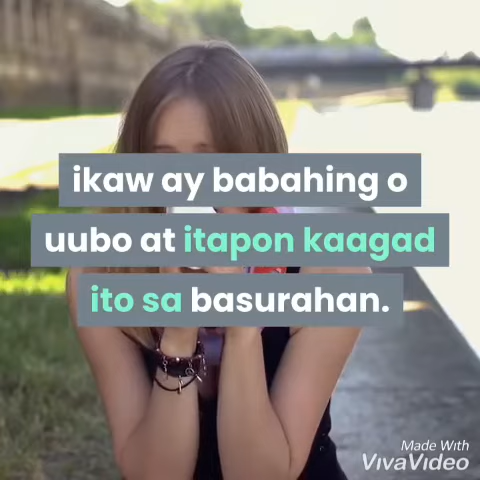 ikaw ay babahing o
uubo at itapon kaagad
ito sa basurahan.
Made With
VivaVideo